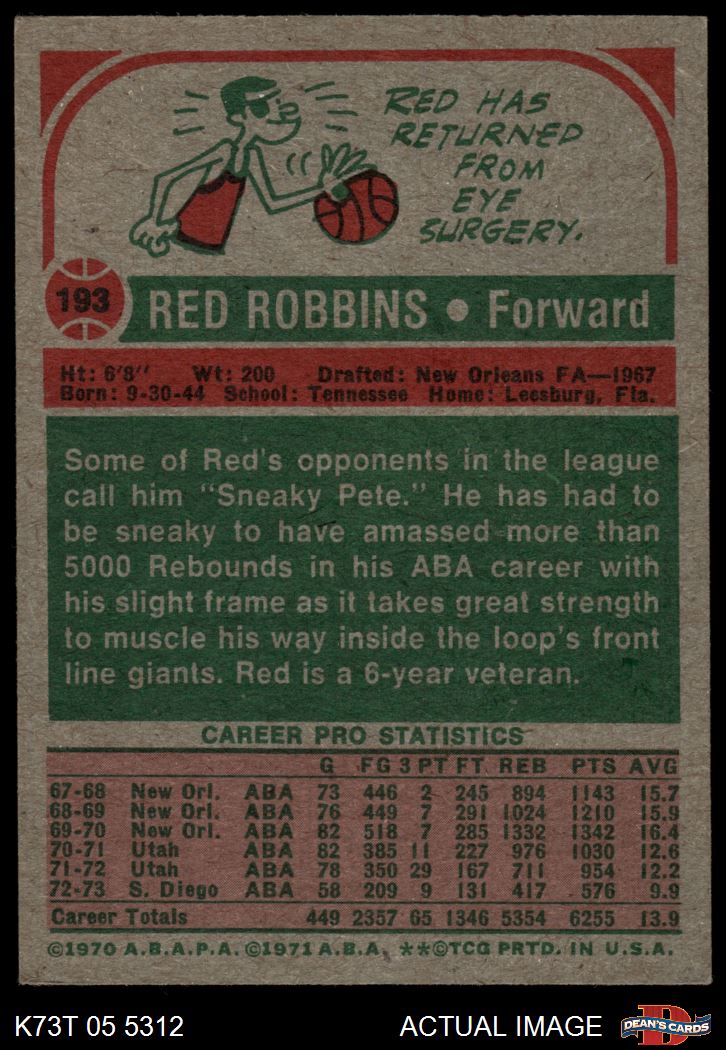 RED HAS
RETURNED
FROM
EYE
SURGERY.
193 RED ROBBINS • Forward
Ht: 6'8" Wt: 200 Drafted: New Orleans FA—1967
Born: 9-30-44 School: Tennessee Home: Leesburg, Fla.
Some of Red's opponents in the league
call him "Sneaky Pete." He has had to
be sneaky to have amassed more than
5000 Rebounds in his ABA career with
his slight frame as it takes great strength
to muscle his way inside the loop's front
line giants. Red is a 6-year veteran.
CAREER PRO STATISTICS
G FG 3 PT FT REB PTS AVG
67-68 New Orl. ABA 73 446 2 245 894 1143 15.7
68-69 New Orl. ABA 76 449 7 291 1024 1210 15.9
69-70 New Orl. ABA 82 518 7 285 1332 1342 16.4
70-71 Utah ABA 82 385 11 227 976 1030 12.6
71-72 Utah ABA 78 350 29 167 711 954 12.2
72-73 S. Diego ABA 58 209 9 131 417 576 9.9
Career Totals 449 2357 65 1346 5354 6255 13.9
©1970 A.B.A.P.A. ©1971 A.B.A. **©TCG PRTD. IN U.S.A.
K73T 05 5312 ACTUAL IMAGE D DEAN'S CARDS